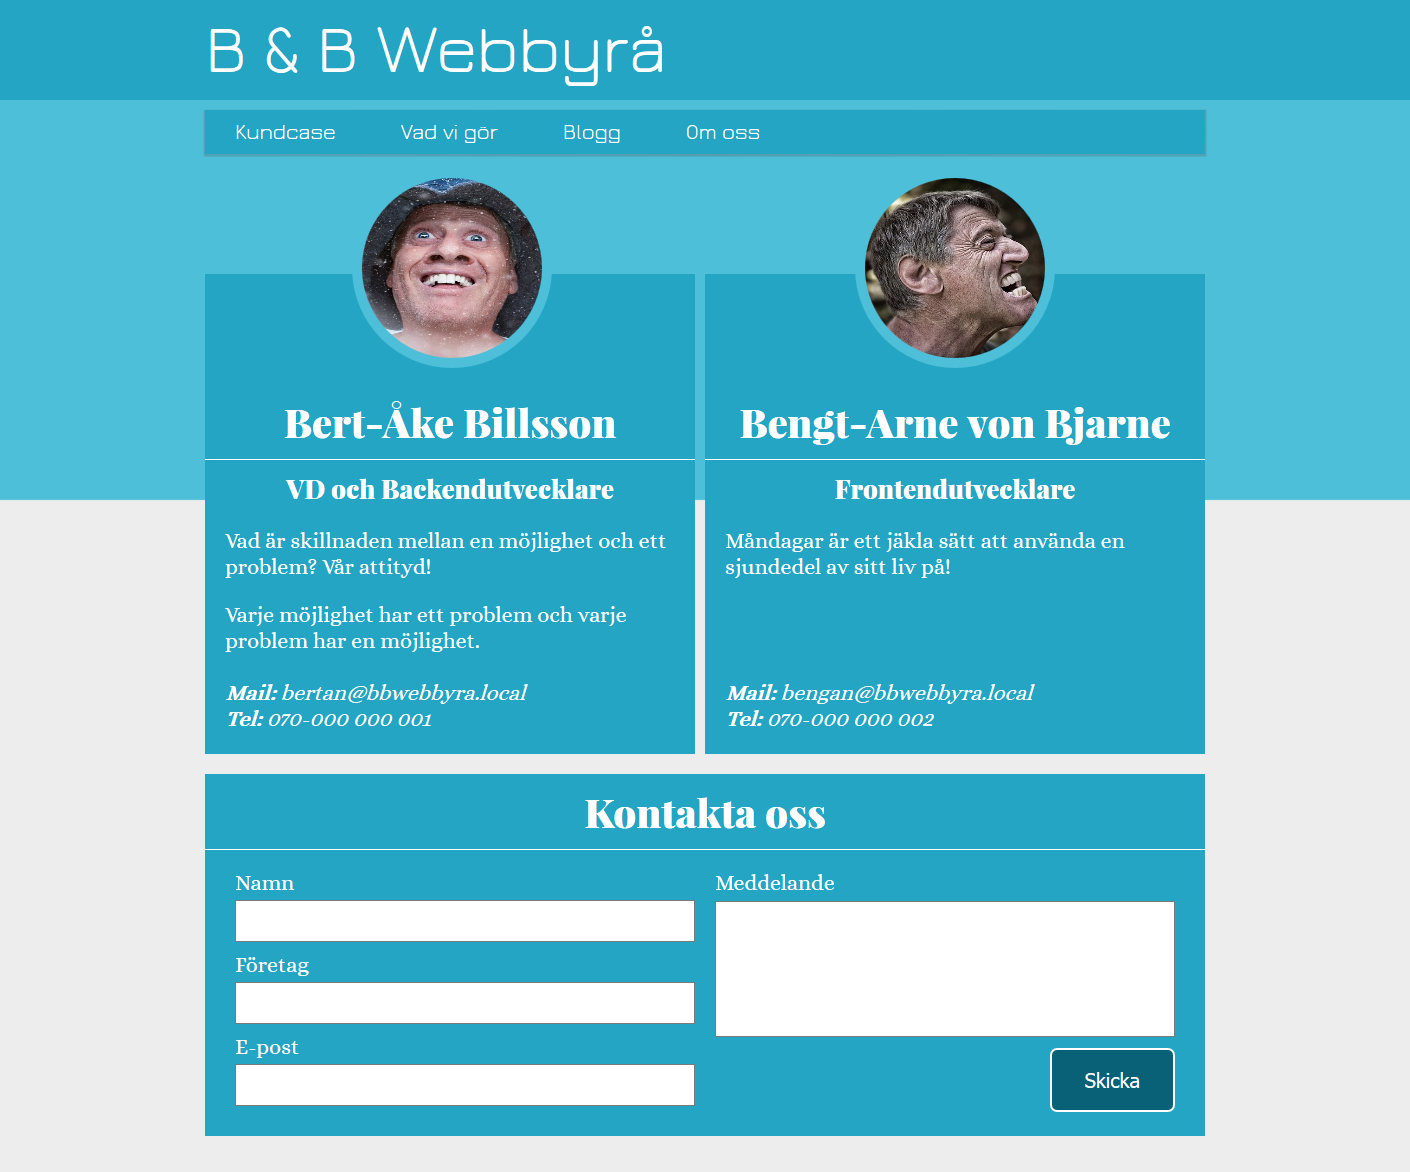 B & B Webbyrå
Kundcase
Vad vi gör
Blogg
Om oss
Bert-Åke Billsson
VD och Backendutvecklare
Vad är skillnaden mellan en möjlighet och ett
problem? Vår attityd!
Varje möjlighet har ett problem och varje
problem har en möjlighet.
Mail: bertan@bbwebbyra.local
Tel: 070-000 000 001
Bengt-Arne von Bjarne
Frontendutvecklare
Måndagar är ett jäkla sätt att använda en
sjundedel av sitt liv på!
Mail: bengan@bbwebbyra.local
Tel: 070-000 000 002
Kontakta oss
Namn
Företag
E-post
Meddelande
Skicka